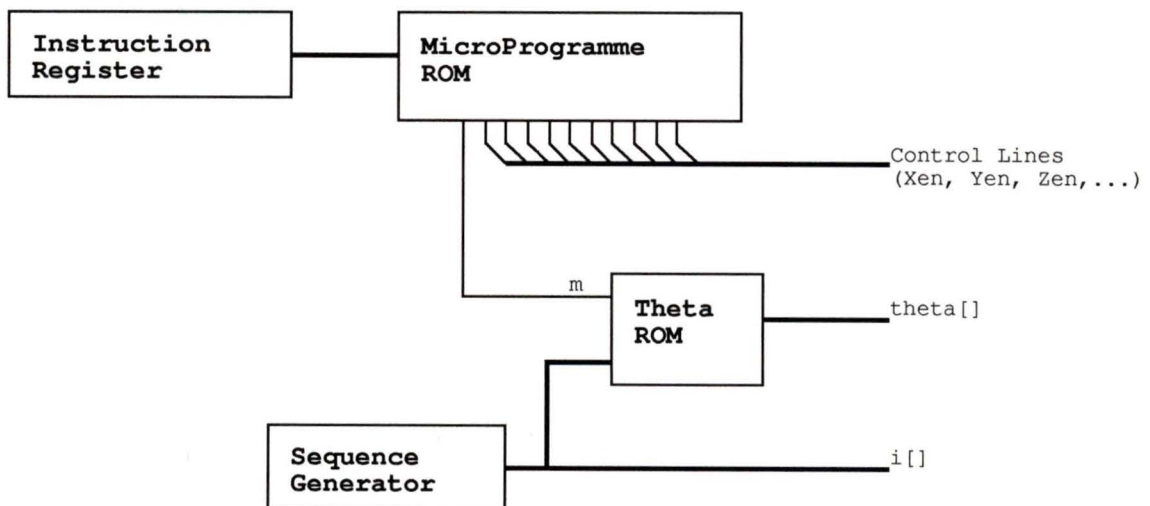 Instruction
Register
MicroProgramme
ROM
Control Lines
(Xen, Yen, Zen,...)
m
Theta
ROM
theta[]
Sequence
Generator
i[]